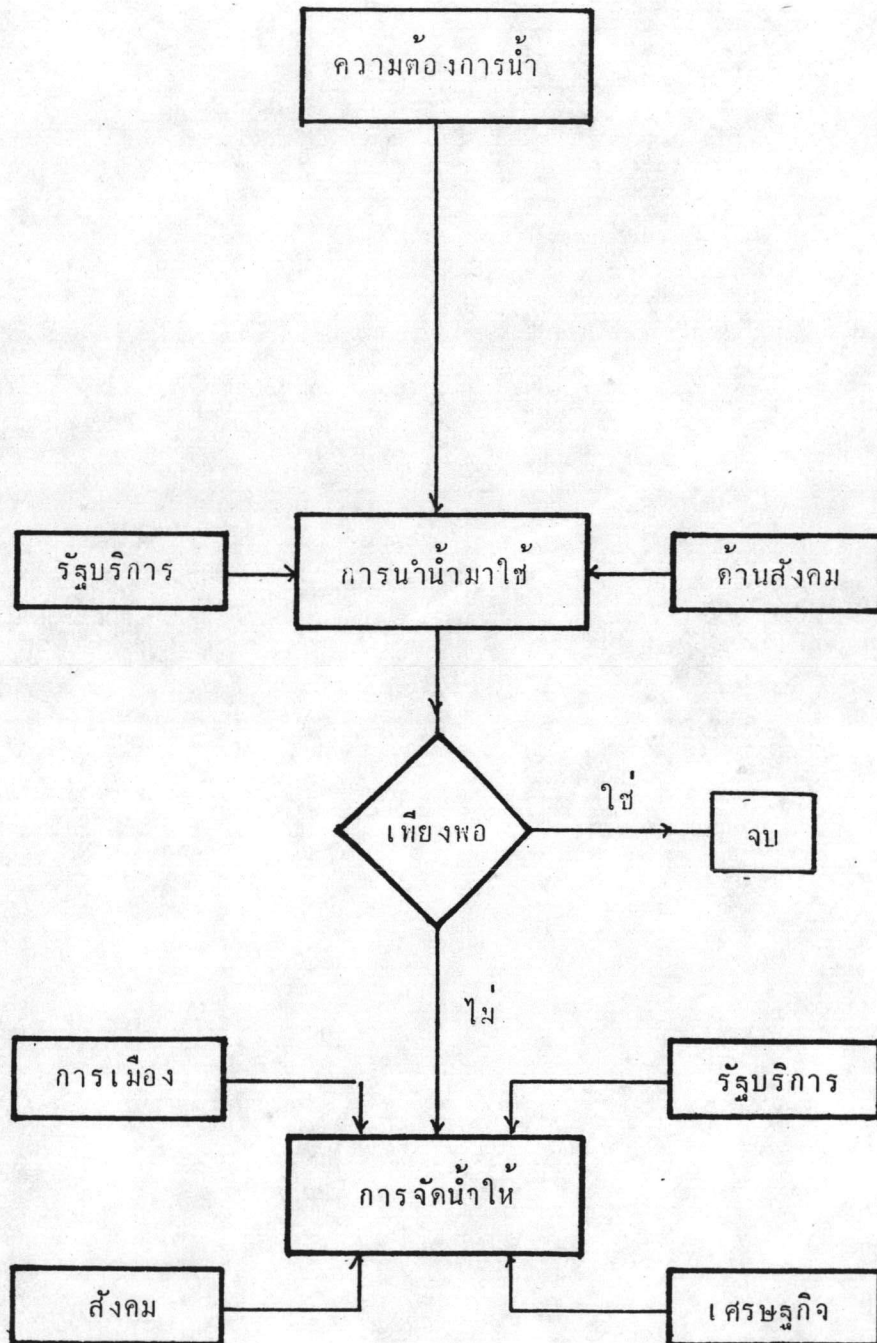 ความต้องการน้ำ
รัฐบริการ
การนำน้ำมาใช้
ด้านสังคม
เพียงพอ
ใช่
จบ
ไม่
การเมือง
รัฐบริการ
การจัดน้ำให้
สังคม
เศรษฐกิจ